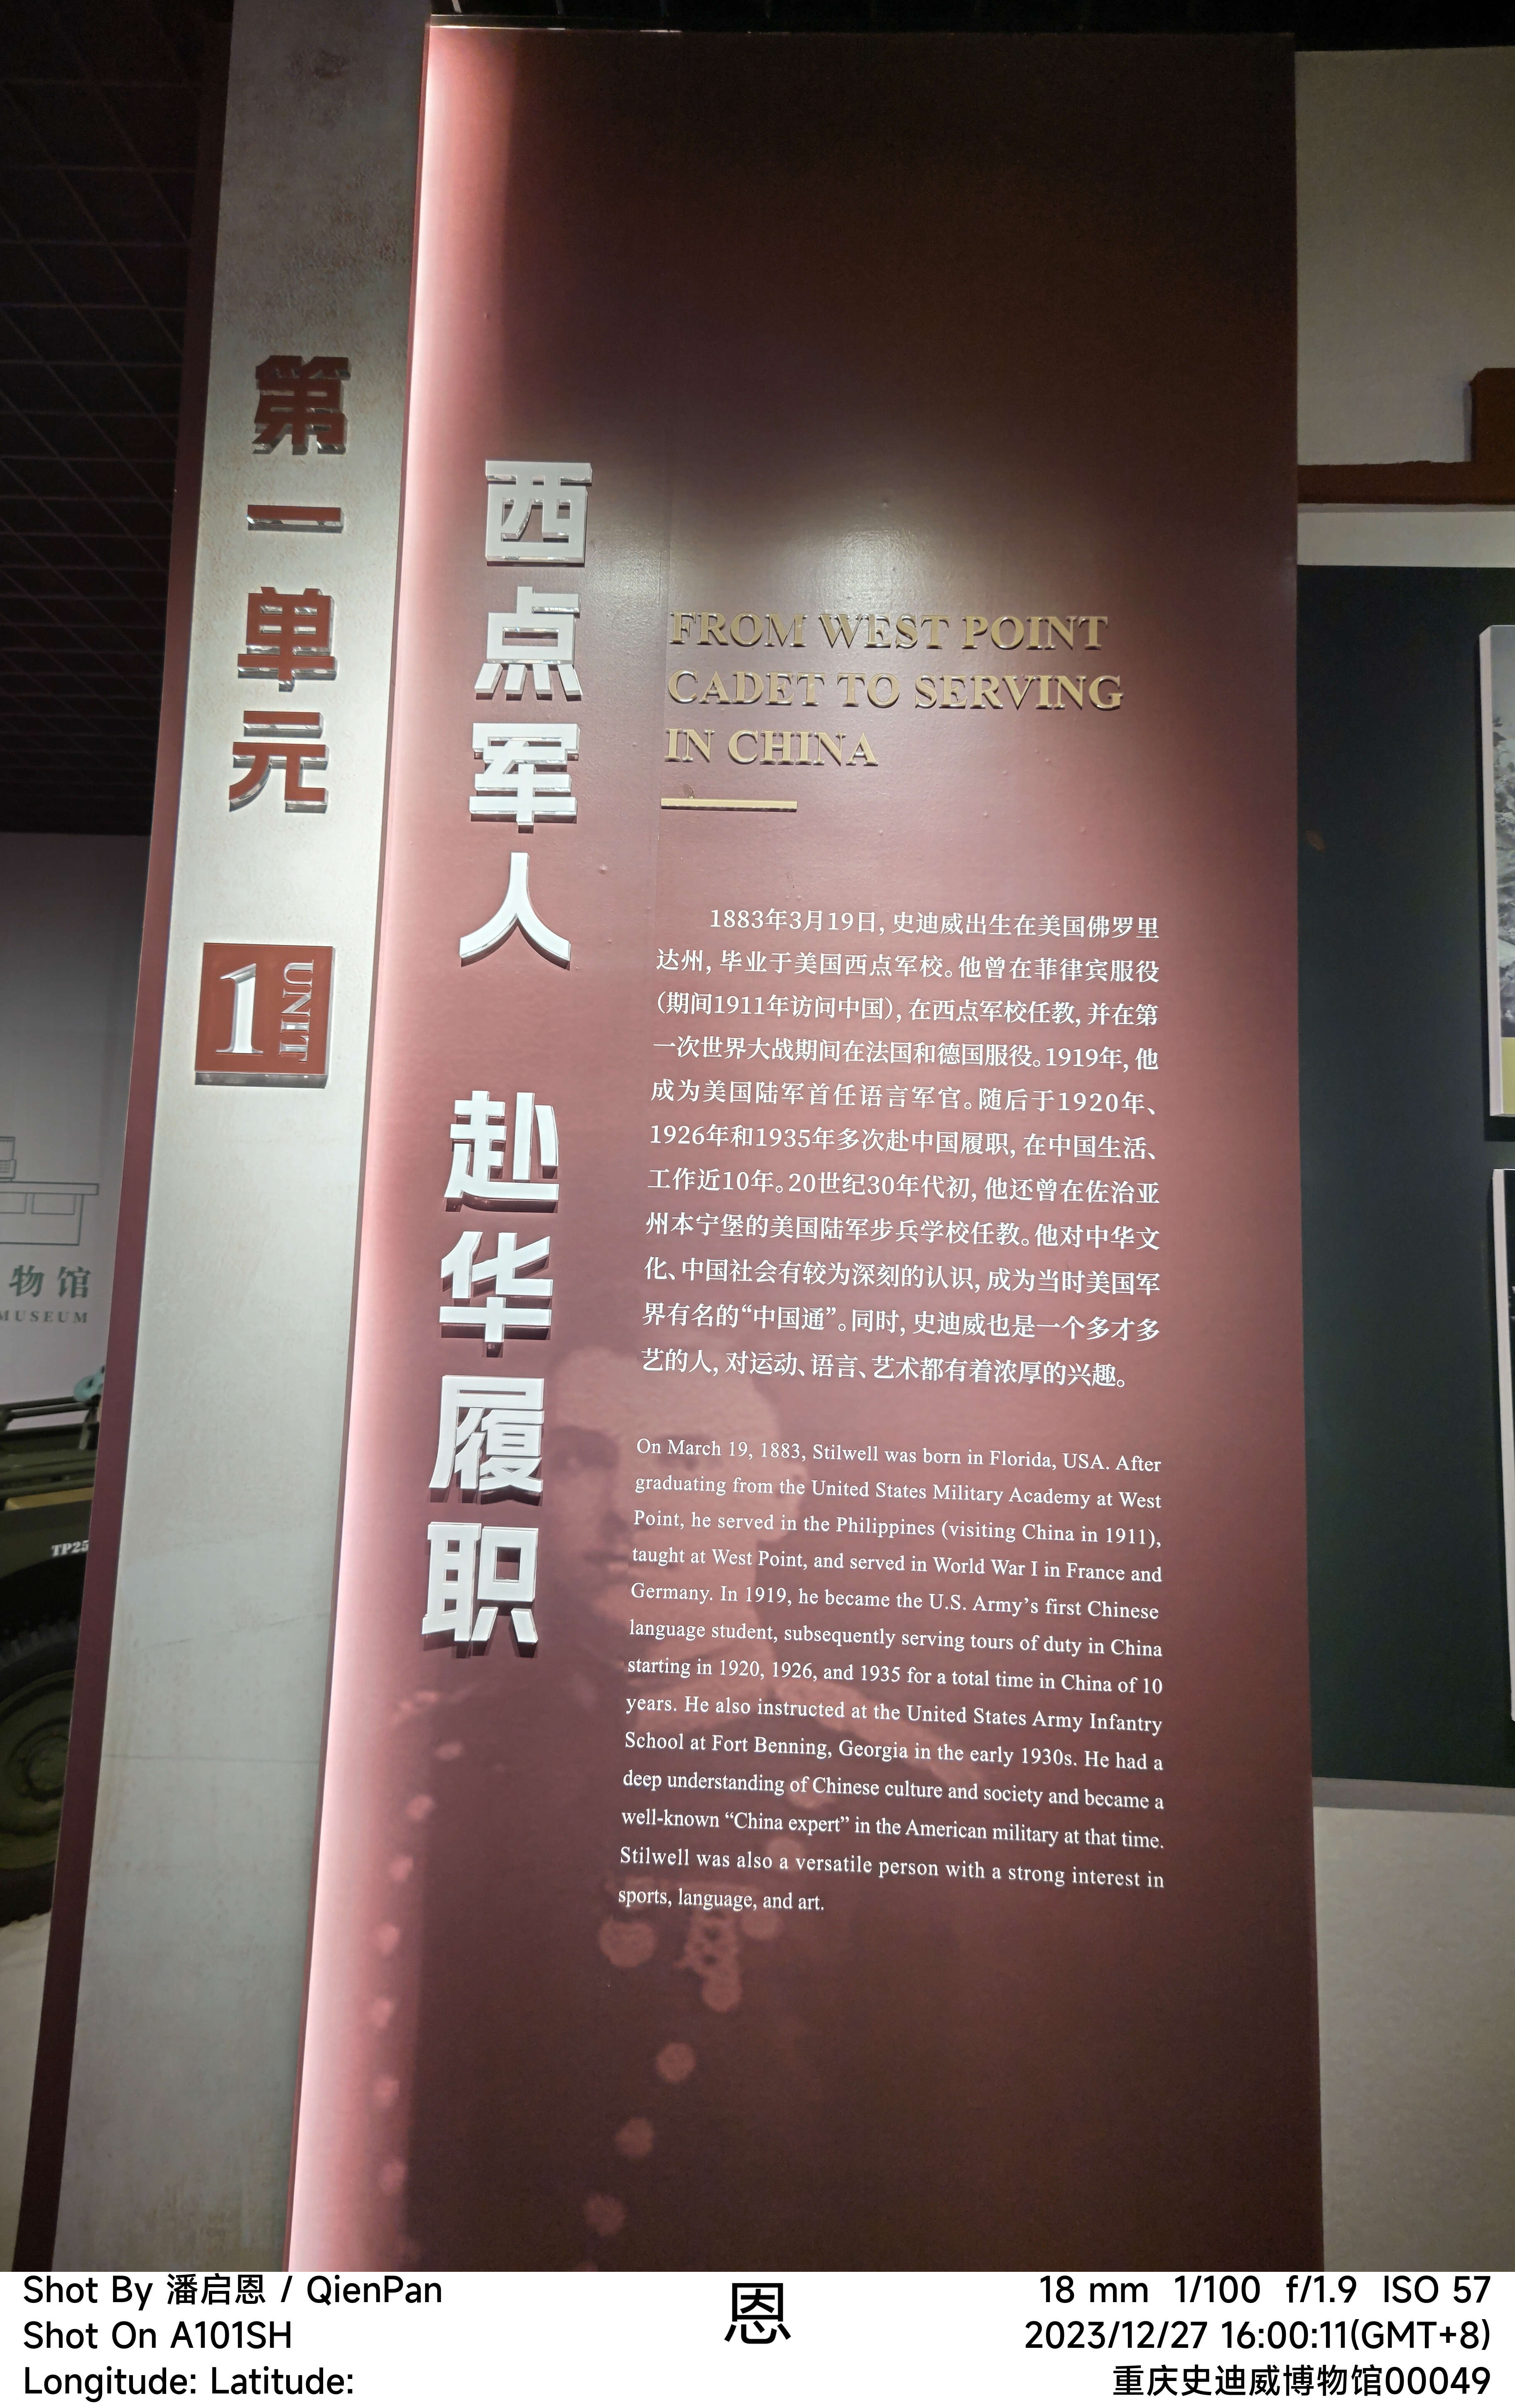 第一单元
1
UNIT
西点军人 赴华履职
FROM WEST POINT
CADET TO SERVING
IN CHINA
1883年3月19日，史迪威出生在美国佛罗里
达州，毕业于美国西点军校。他曾在菲律宾服役
（期间1911年访问中国），在西点军校任教，并在第
一次世界大战期间在法国和德国服役。1919年，他
成为美国陆军首任语言军官。随后于1920年、
1926年和1935年多次赴中国履职，在中国生活、
工作近10年。20世纪30年代初，他还曾在佐治亚
州本宁堡的美国陆军步兵学校任教。他对中华文
化、中国社会有较为深刻的认识，成为当时美国军
界有名的“中国通”。同时，史迪威也是一个多才多
艺的人，对运动、语言、艺术都有着浓厚的兴趣。
On March 19, 1883, Stilwell was born in Florida, USA. After
graduating from the United States Military Academy at West
Point, he served in the Philippines (visiting China in 1911),
taught at West Point, and served in World War I in France and
Germany. In 1919, he became the U.S. Army’s first Chinese
language student, subsequently serving tours of duty in China
starting in 1920, 1926, and 1935 for a total time in China of 10
years. He also instructed at the United States Army Infantry
School at Fort Benning, Georgia in the early 1930s. He had a
deep understanding of Chinese culture and society and became a
well-known “China expert” in the American military at that time.
Stilwell was also a versatile person with a strong interest in
sports, language, and art.
物馆
MUSEUM
TP25
Shot By 潘启恩 / QienPan
Shot On A101SH
Longitude: Latitude:
恩
18 mm 1/100 f/1.9 ISO 57
2023/12/27 16:00:11(GMT+8)
重庆史迪威博物馆00049